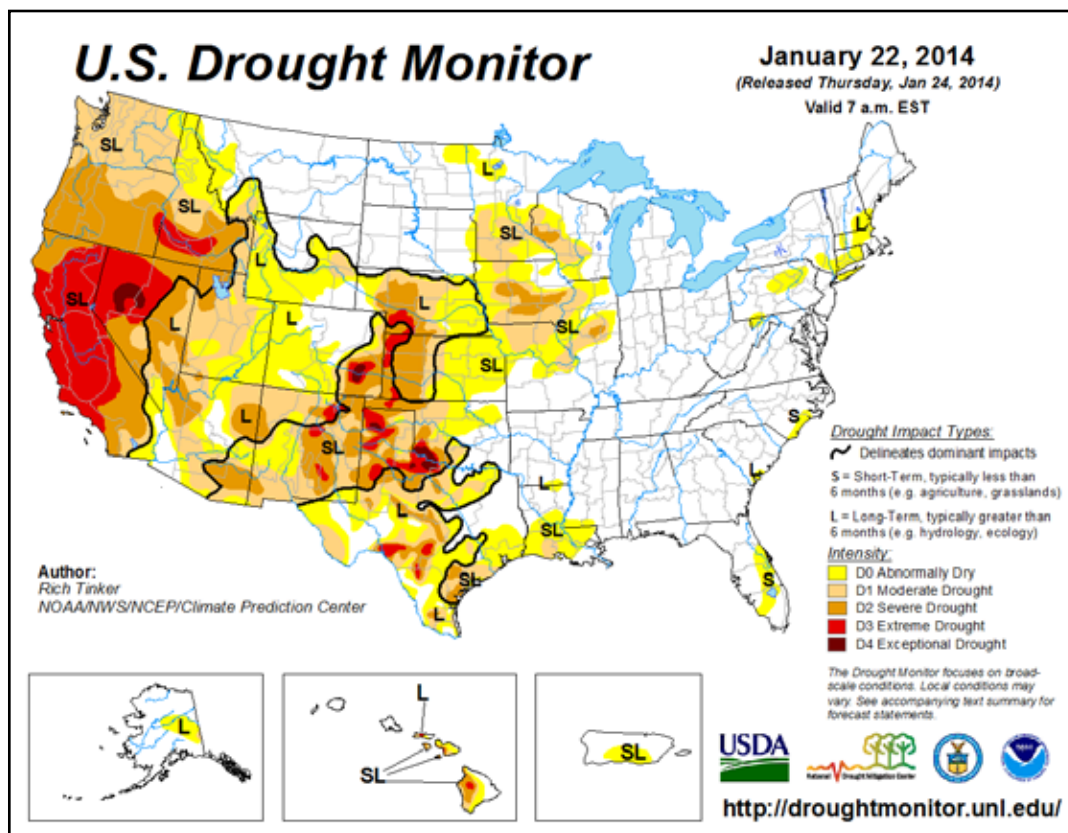 U.S. Drought Monitor
January 22, 2014
(Released Thursday, Jan 24, 2014)
Valid 7 a.m. EST
SL
L
SL
SL
L
L
SL
L
SL
L
L
SL
L
SL
L
SL
L
SL
L
L
S
L
S
Drought Impact Types:
Delineates dominant impacts
S = Short-Term, typically less than
6 months (e.g. agriculture, grasslands)
L = Long-Term, typically greater than
6 months (e.g. hydrology, ecology)
Intensity:
D0 Abnormally Dry
D1 Moderate Drought
D2 Severe Drought
D3 Extreme Drought
D4 Exceptional Drought
Author:
Rich Tinker
NOAA/NWS/NCEP/Climate Prediction Center
The Drought Monitor focuses on broad-
scale conditions. Local conditions may
vary. See accompanying text summary for
forecast statements.
L
L
SL
SL
USDA
National Drought Mitigation Center
http://droughtmonitor.unl.edu/